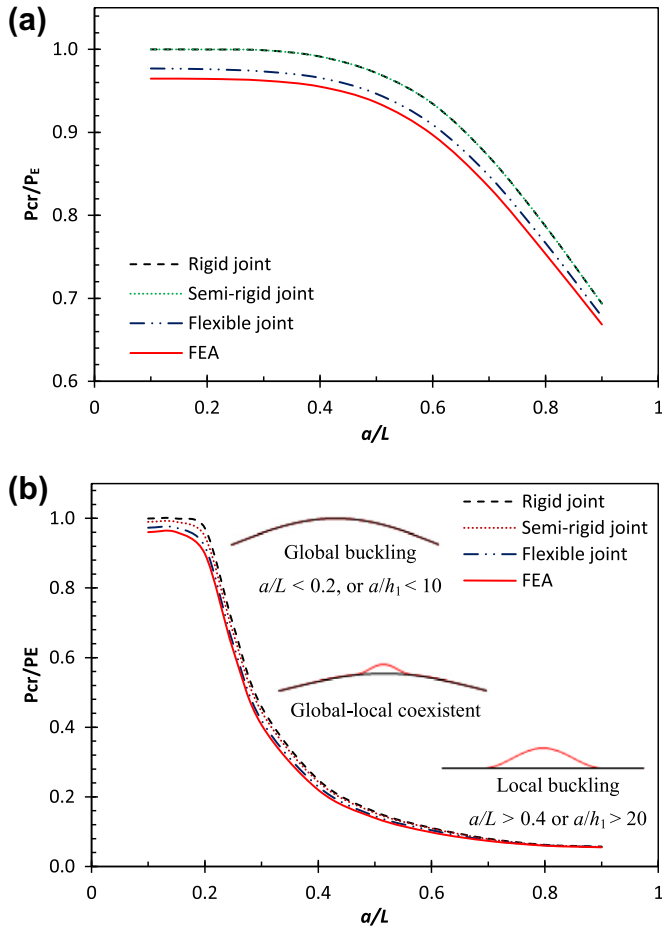 (a)
Pcr/P_E
1.0
0.9
0.8
0.7
0.6
Rigid joint
Semi-rigid joint
Flexible joint
FEA
0 0.2 0.4 0.6 0.8 1
a/L
(b)
Pcr/PE
1.0
0.8
0.6
0.4
0.2
0.0
Rigid joint
Semi-rigid joint
Flexible joint
FEA
Global buckling
a/L < 0.2, or a/h₁ < 10
Global-local coexistent
Local buckling
a/L > 0.4 or a/h₁ > 20
0 0.2 0.4 0.6 0.8 1
a/L